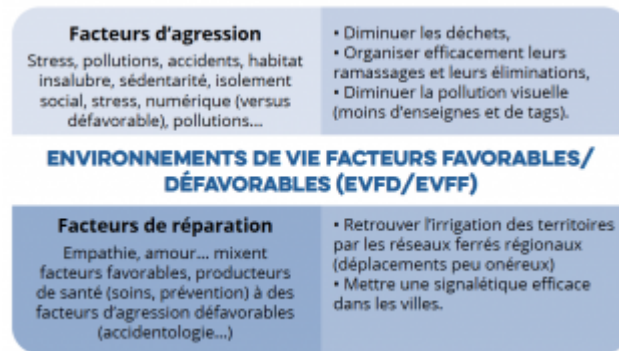 Facteurs d'agression
Stress, pollutions, accidents, habitat
insalubre, sédentarité, isolement
social, stress, numérique (versus
défavorable), pollutions...
• Diminuer les déchets,
• Organiser efficacement leurs
ramassages et leurs éliminations,
• Diminuer la pollution visuelle
(moins d'enseignes et de tags).
ENVIRONNEMENTS DE VIE FACTEURS FAVORABLES/
DÉFAVORABLES (EVFD/EVFF)
Facteurs de réparation
Empathie, amour... mixent
facteurs favorables, producteurs
de santé (soins, prévention) à des
facteurs d'agression défavorables
(accidentologie...)
• Retrouver l'irrigation des territoires
par les réseaux ferrés régionaux
(déplacements peu onéreux)
• Mettre une signalétique efficace
dans les villes.